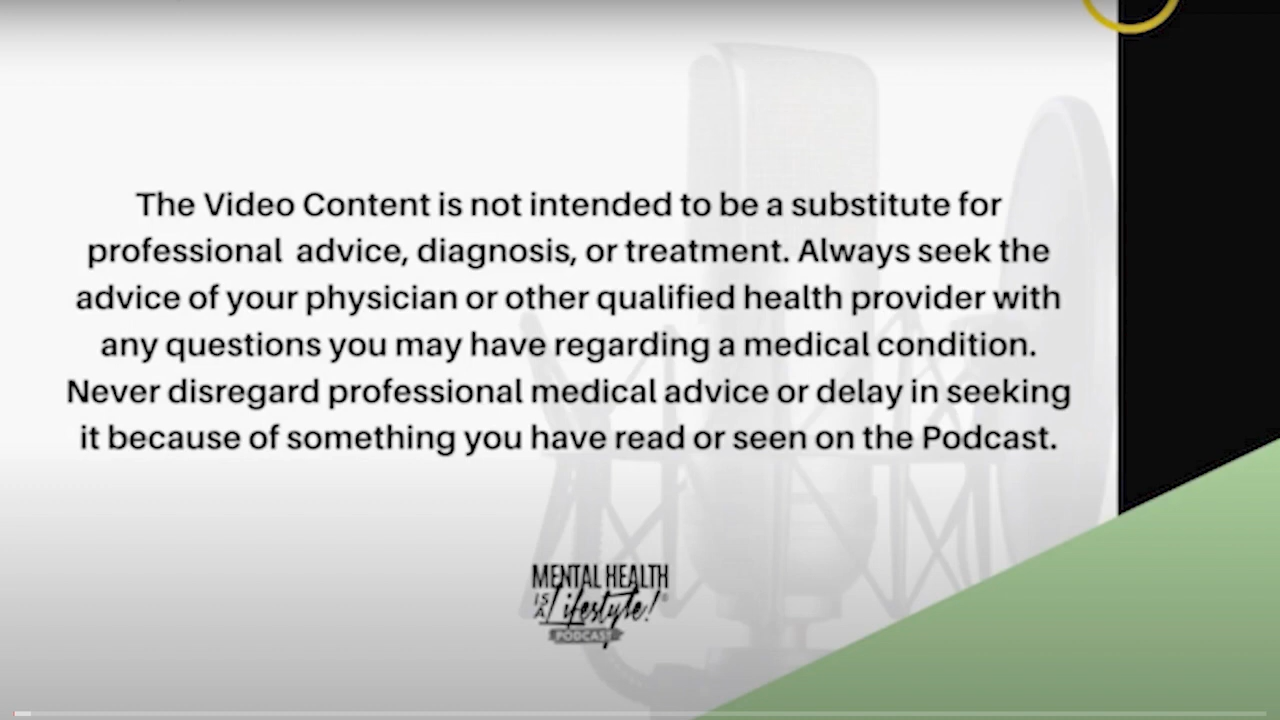 The Video Content is not intended to be a substitute for
professional advice, diagnosis, or treatment. Always seek the
advice of your physician or other qualified health provider with
any questions you may have regarding a medical condition.
Never disregard professional medical advice or delay in seeking
it because of something you have read or seen on the Podcast.
MENTAL HEALTH
IS A Lifestyle!®
PODCAST